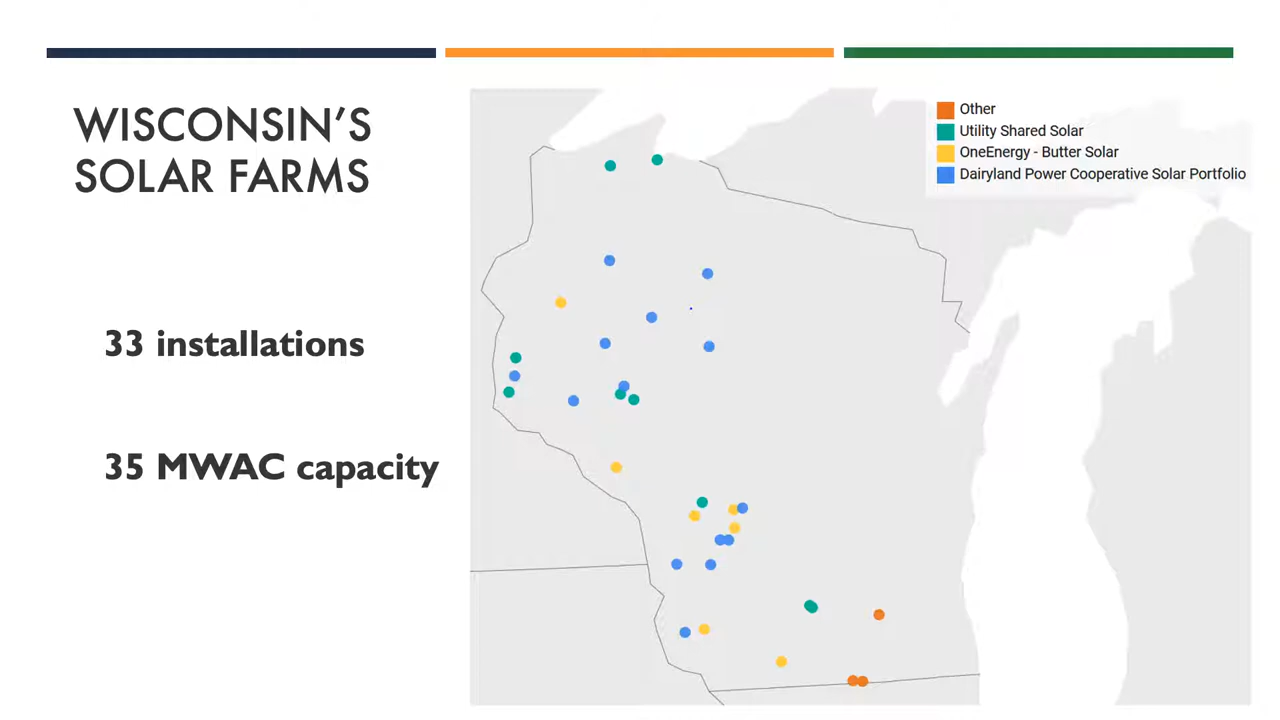 WISCONSIN’S
SOLAR FARMS
33 installations
35 MWAC capacity
Other
Utility Shared Solar
OneEnergy - Butter Solar
Dairyland Power Cooperative Solar Portfolio